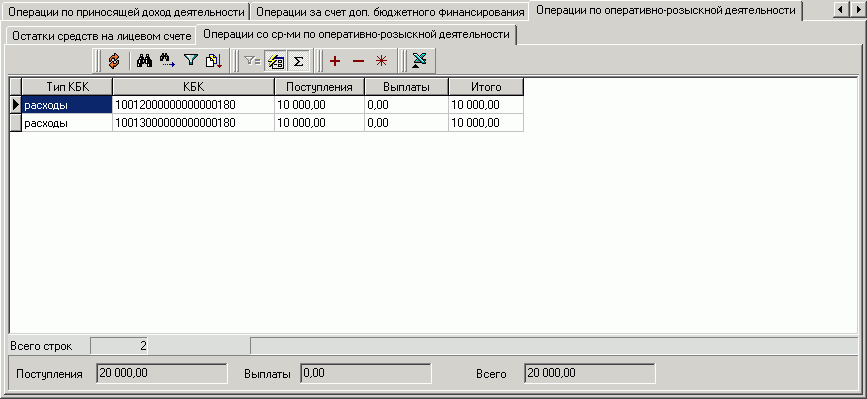 Операции по приносящей доход деятельности Операции за счет доп. бюджетного финансирования Операции по оперативно-розыскной деятельности
Остатки средств на лицевом счете Операции со ср-ми по оперативно-розыскной деятельности
Тип КБК КБК Поступления Выплаты Итого
расходы 10012000000000000180 10 000,00 0,00 10 000,00
расходы 10013000000000000180 10 000,00 0,00 10 000,00
Всего строк 2
Поступления 20 000,00 Выплаты 0,00 Всего 20 000,00